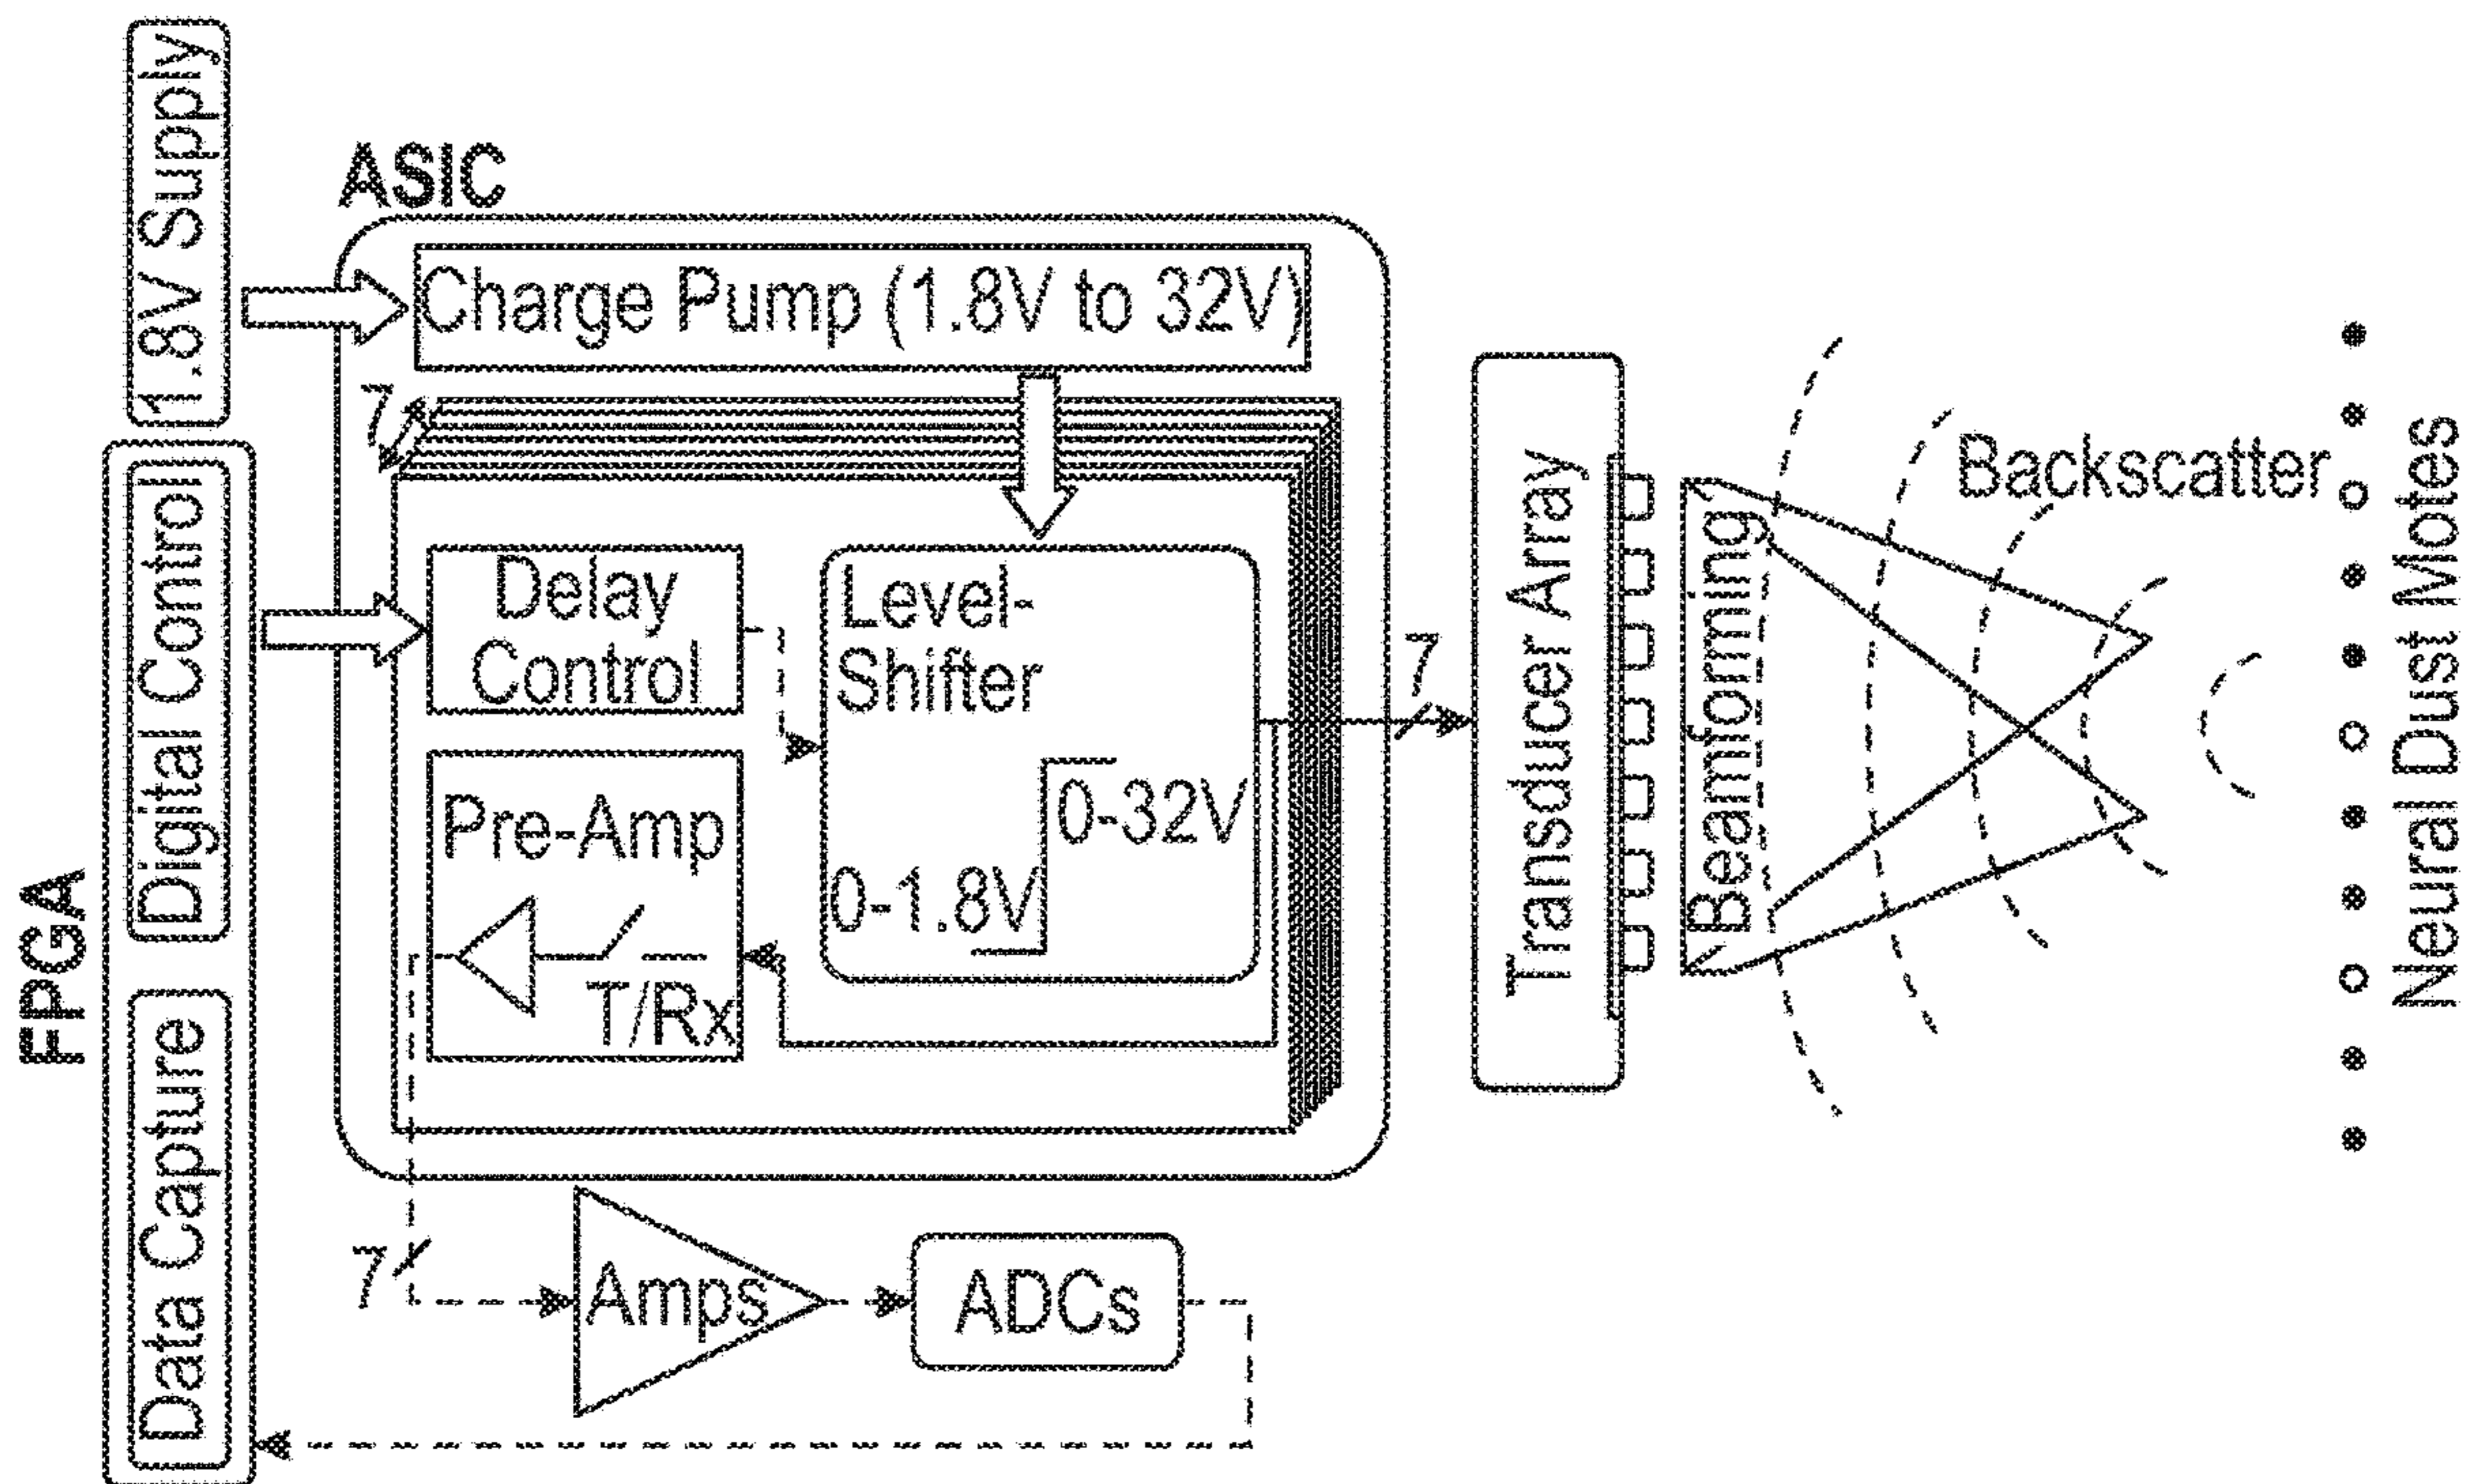 1.8V Supply
ASIC
Charge Pump (1.8V to 32V)
7
FPGA
Digital Control
Data Capture
Delay
Control
Level-
Shifter
0-32V
0-1.8V
Pre-Amp
T/Rx
7
Transducer Array
Beamforming
Backscatter
Neural Dust Motes
7
Amps
ADCs